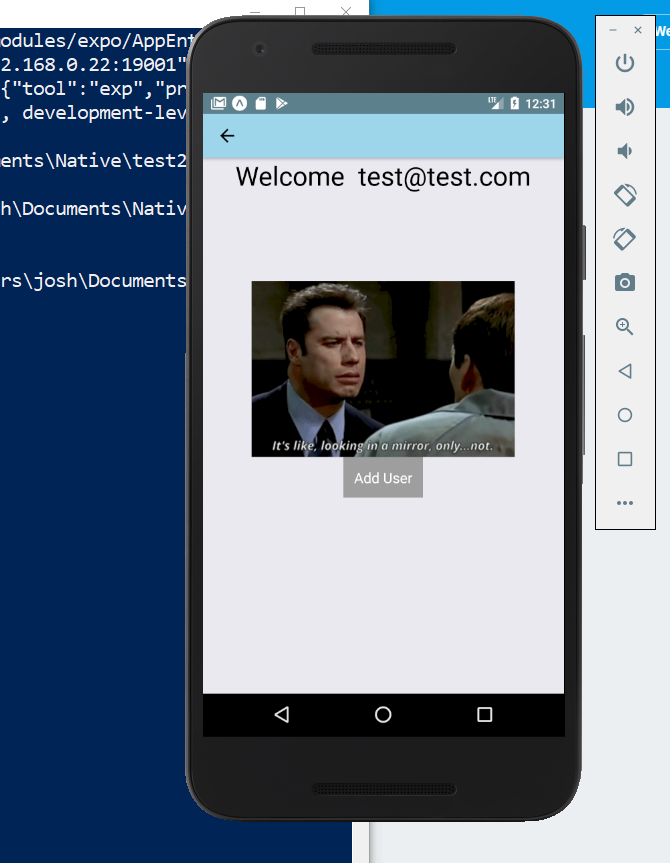 odules/expo/AppEnt
2.168.0.22:19001"
{"tool":"exp","pr
, development-lev
ents\Native\test2
h\Documents\Nativ
rs\josh\Documents
We
LTE 12:31
Welcome test@test.com
It's like, looking in a mirror, only...not.
Add User